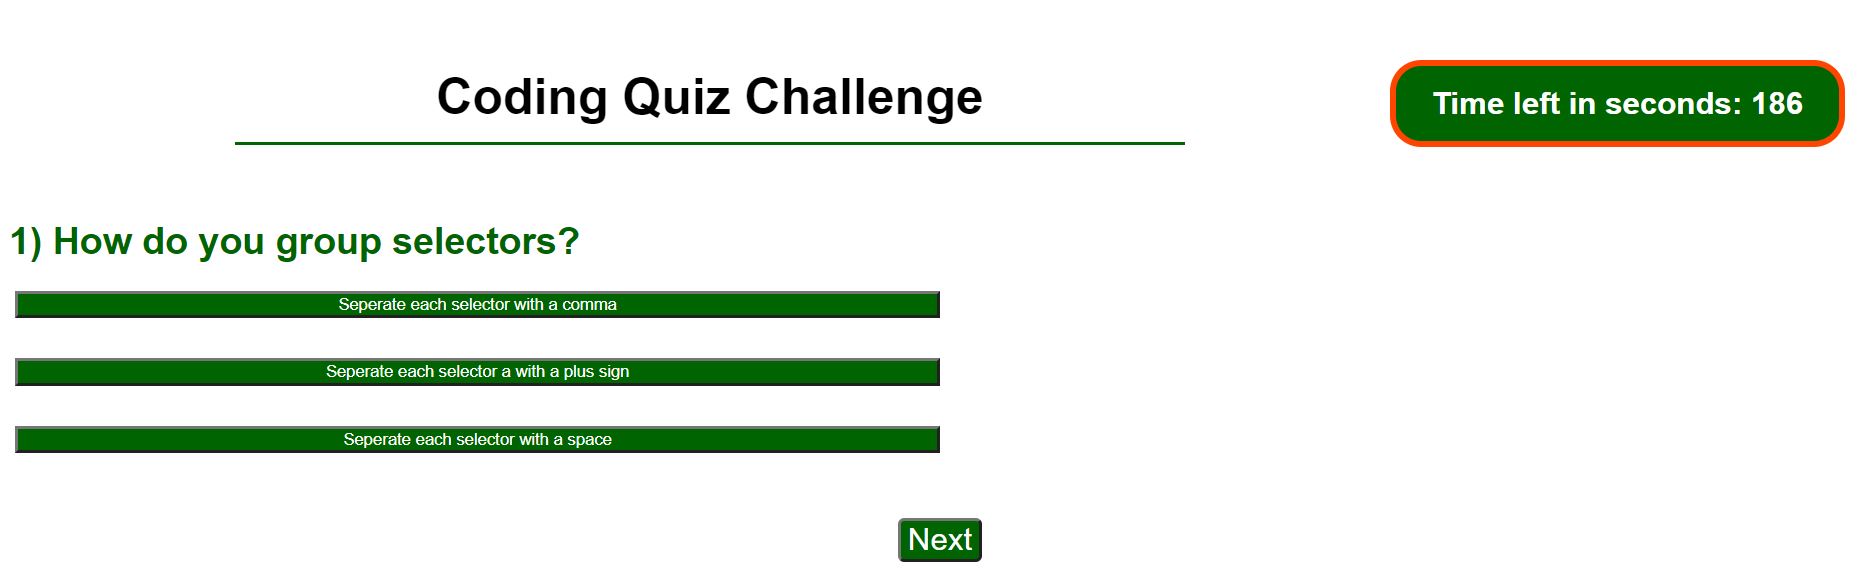 Coding Quiz Challenge
Time left in seconds: 186
1) How do you group selectors?
Seperate each selector with a comma
Seperate each selector a with a plus sign
Seperate each selector with a space
Next